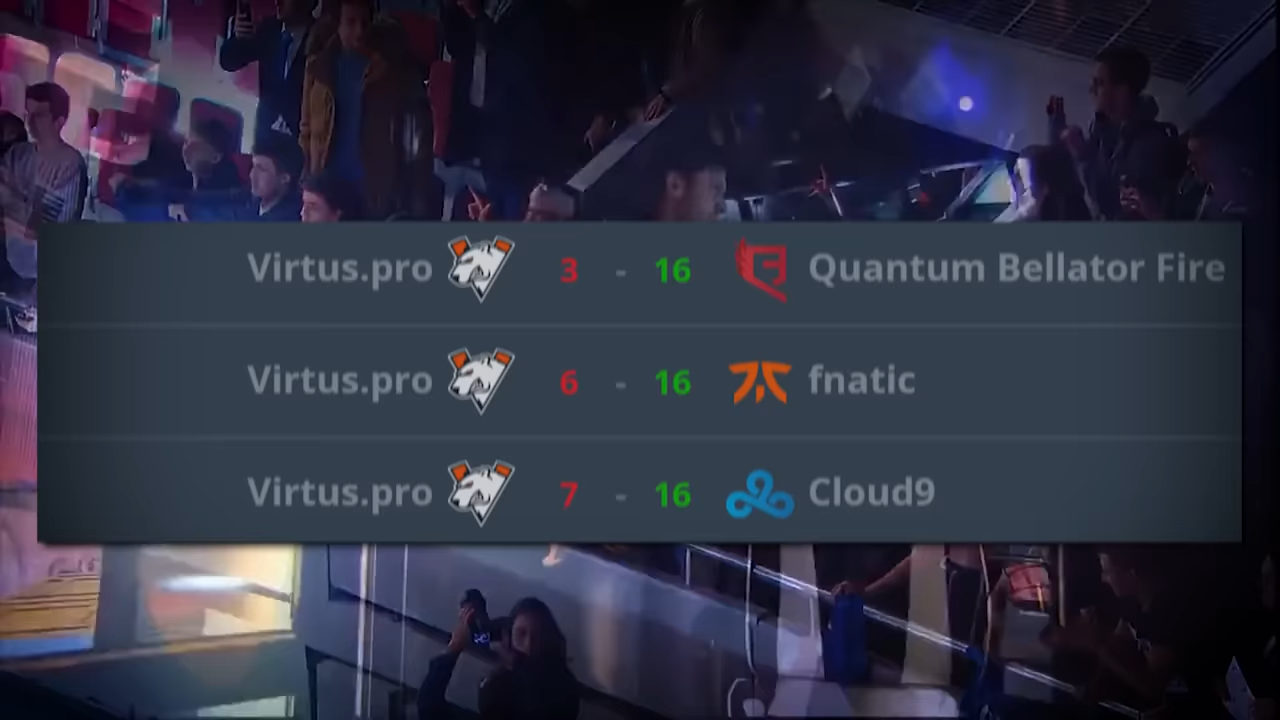 Virtus.pro 3 - 16 Quantum Bellator Fire
Virtus.pro 6 - 16 fnatic
Virtus.pro 7 - 16 Cloud9